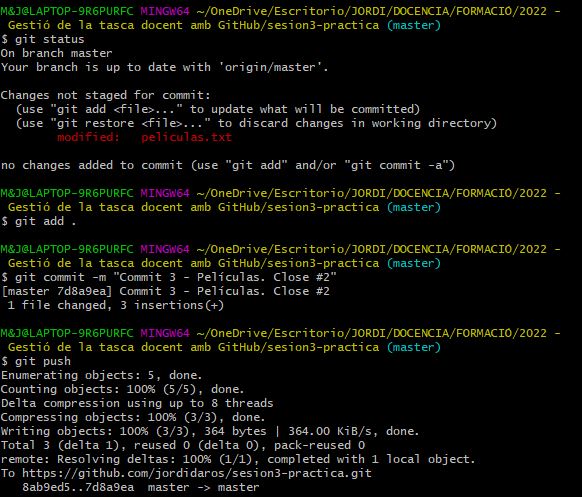 M&J@LAPTOP-9R6PURFC MINGW64 ~/OneDrive/Escritorio/JORDI/DOCENCIA/FORMACIÓ/2022 -
 Gestió de la tasca docent amb GitHub/sesion3-practica (master)
$ git status
On branch master
Your branch is up to date with 'origin/master'.

Changes not staged for commit:
  (use "git add <file>..." to update what will be committed)
  (use "git restore <file>..." to discard changes in working directory)
        modified:   peliculas.txt

no changes added to commit (use "git add" and/or "git commit -a")

M&J@LAPTOP-9R6PURFC MINGW64 ~/OneDrive/Escritorio/JORDI/DOCENCIA/FORMACIÓ/2022 -
 Gestió de la tasca docent amb GitHub/sesion3-practica (master)
$ git add .

M&J@LAPTOP-9R6PURFC MINGW64 ~/OneDrive/Escritorio/JORDI/DOCENCIA/FORMACIÓ/2022 -
 Gestió de la tasca docent amb GitHub/sesion3-practica (master)
$ git commit -m "Commit 3 - Películas. Close #2"
[master 7d8a9ea] Commit 3 - Películas. Close #2
 1 file changed, 3 insertions(+)

M&J@LAPTOP-9R6PURFC MINGW64 ~/OneDrive/Escritorio/JORDI/DOCENCIA/FORMACIÓ/2022 -
 Gestió de la tasca docent amb GitHub/sesion3-practica (master)
$ git push
Enumerating objects: 5, done.
Counting objects: 100% (5/5), done.
Delta compression using up to 8 threads
Compressing objects: 100% (3/3), done.
Writing objects: 100% (3/3), 364 bytes | 364.00 KiB/s, done.
Total 3 (delta 1), reused 0 (delta 0), pack-reused 0
remote: Resolving deltas: 100% (1/1), completed with 1 local object.
To https://github.com/jordidaros/sesion3-practica.git
   8ab9ed5..7d8a9ea  master -> master